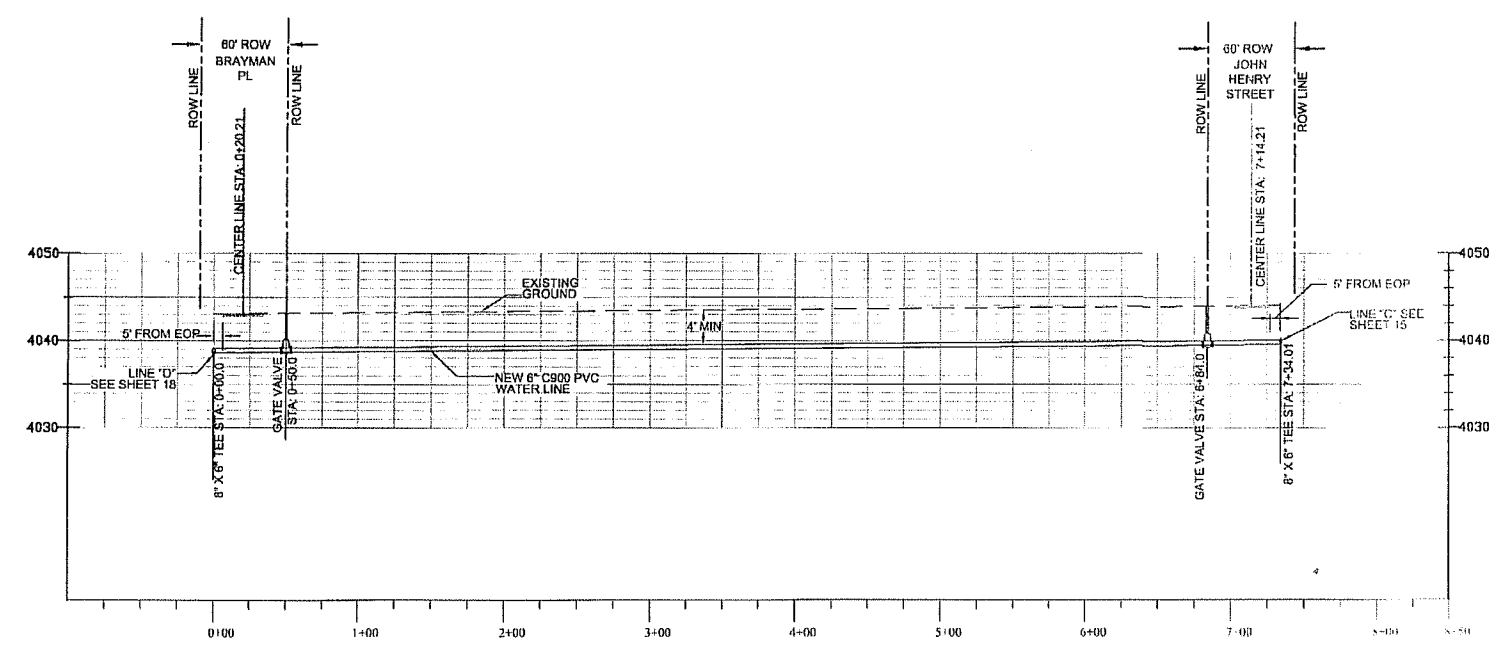 60' ROW
BRAYMAN
PL
ROW LINE
ROW LINE
CENTER LINE STA: 0+20.21
60' ROW
JOHN
HENRY
STREET
ROW LINE
ROW LINE
CENTER LINE STA: 7+14.21
4050
4050
EXISTING
GROUND
5' FROM EOP
5' FROM EOP
4' MIN
LINE "C" SEE
SHEET 15
4040
4040
LINE "D"
SEE SHEET 18
NEW 6" C900 PVC
WATER LINE
8" X 6" TEE STA: 0+00.0
GATE VALVE
STA: 0+50.0
GATE VALVE STA: 6+84.0
8" X 6" TEE STA: 7+34.01
4030
4030
0+00
1+00
2+00
3+00
4+00
5+00
6+00
7+00
8+00
8+50